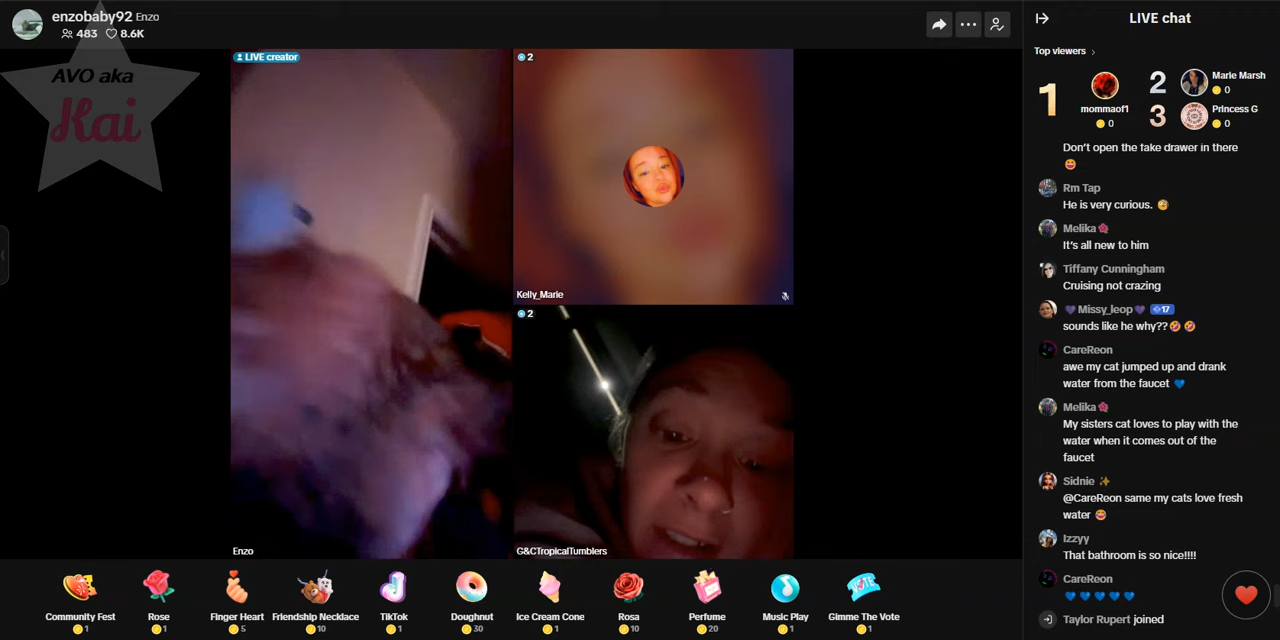 enzobaby92 Enzo
483 8.6K
AVO aka
Kai
LIVE creator
2
Kelly_Marie
2
Enzo
G&CTropicalTumblers
Community Fest
1
Rose
1
Finger Heart
5
Friendship Necklace
10
TikTok
1
Doughnut
30
Ice Cream Cone
1
Rosa
10
Perfume
20
Music Play
1
Gimme The Vote
1
LIVE chat
Top viewers >
1
mommaof1
0
2
Marie Marsh
0
3
Princess G
0
Don't open the fake drawer in there
😂
Rm Tap
He is very curious. 🧐
Melika🌺
It's all new to him
Tiffany Cunningham
Cruising not crazing
💜Missy_leop💜 17
sounds like he why??🤣 🤣
CareReon
awe my cat jumped up and drank
water from the faucet 💙
Melika🌺
My sisters cat loves to play with the
water when it comes out of the
faucet
Sidnie ✨
@CareReon same my cats love fresh
water 😂
Izzyy
That bathroom is so nice!!!!
CareReon
💙💙💙💙💙
Taylor Rupert joined